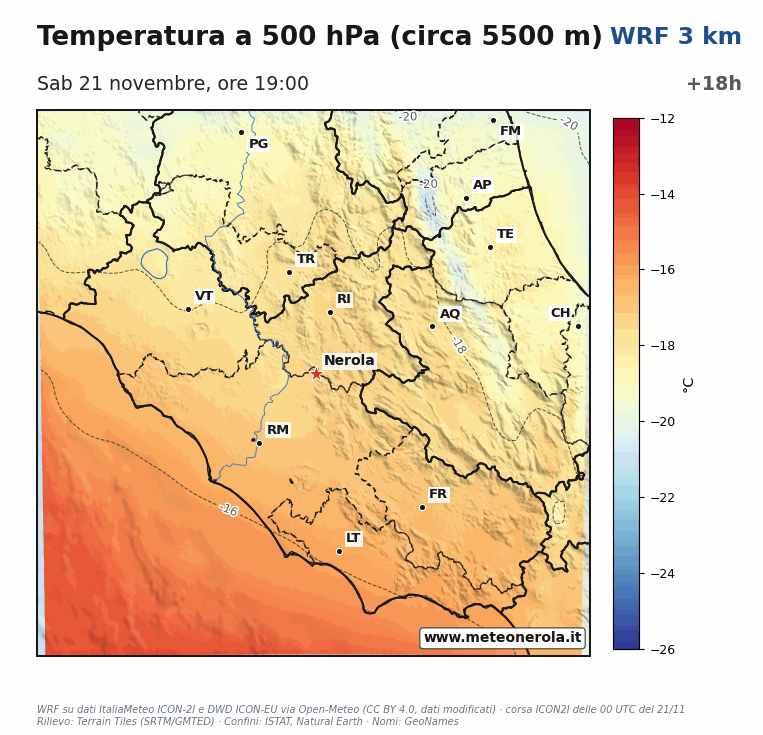 Temperatura a 500 hPa (circa 5500 m) WRF 3 km
Sab 21 novembre, ore 19:00 +18h
-20
-20
FM
PG
-20
AP
TE
TR
VT
RI
AQ
CH
-18
Nerola
RM
FR
-16
LT
www.meteonerola.it
−12
−14
−16
−18
°C
−20
−22
−24
−26
WRF su dati ItaliaMeteo ICON-2I e DWD ICON-EU via Open-Meteo (CC BY 4.0, dati modificati) · corsa ICON2I delle 00 UTC del 21/11
Rilievo: Terrain Tiles (SRTM/GMTED) · Confini: ISTAT, Natural Earth · Nomi: GeoNames